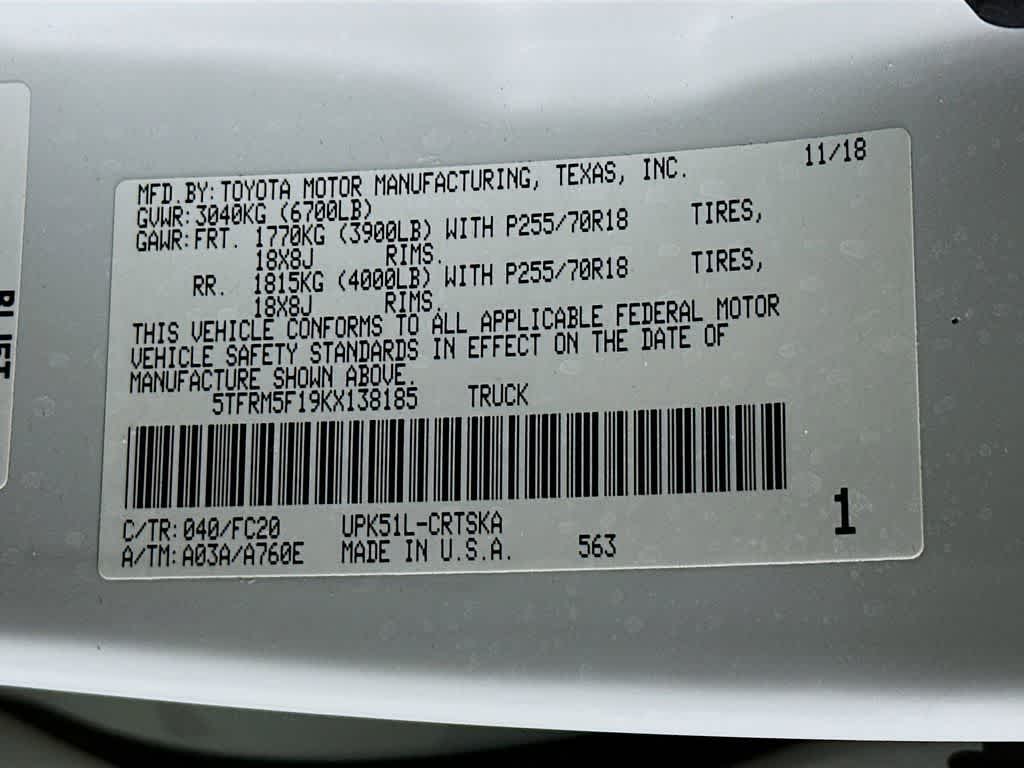 11/18
MFD.BY: TOYOTA MOTOR MANUFACTURING, TEXAS, INC.
GVWR: 3040KG (6700LB)
GAWR: FRT. 1770KG (3900LB) WITH P255/70R18 TIRES,
18X8J RIMS.
RR. 1815KG (4000LB) WITH P255/70R18 TIRES,
18X8J RIMS.
THIS VEHICLE CONFORMS TO ALL APPLICABLE FEDERAL MOTOR
VEHICLE SAFETY STANDARDS IN EFFECT ON THE DATE OF
MANUFACTURE SHOWN ABOVE.
5TFRM5F19KX138185 TRUCK
C/TR: 040/FC20 UPK51L-CRTSKA
A/TM: A03A/A760E MADE IN U.S.A. 563
1